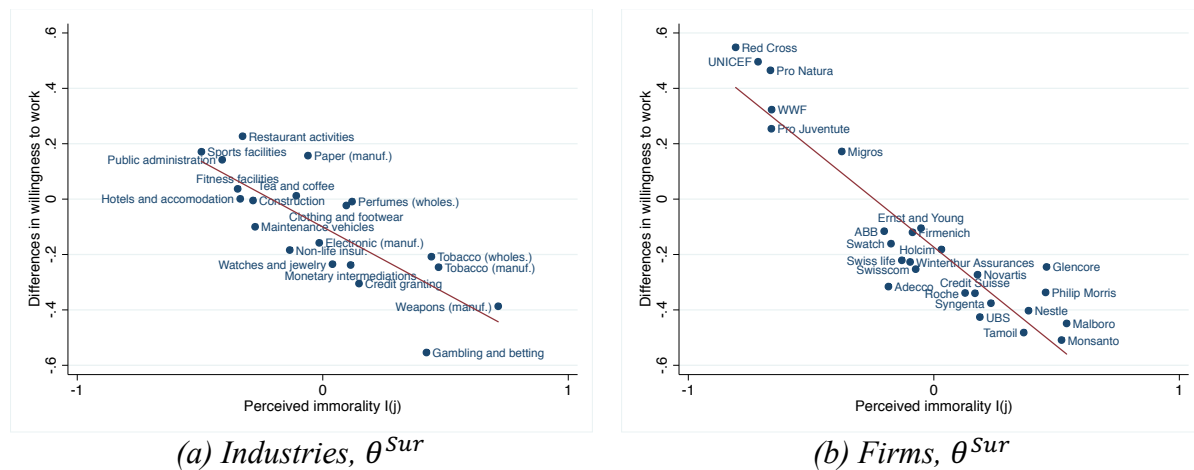 Differences in willingness to work
.6
.4
.2
0
-.2
-.4
-.6
Restaurant activities
Sports facilities
Public administration
Paper (manuf.)
Fitness facilities
Tea and coffee
Hotels and accomodation
Construction
Perfumes (wholes.)
Clothing and footwear
Maintenance vehicles
Electronic (manuf.)
Non-life insur.
Tobacco (wholes.)
Watches and jewelry
Tobacco (manuf.)
Monetary intermediations
Credit granting
Weapons (manuf.)
Gambling and betting
-1
0
1
Perceived immorality I(j)
(a) Industries, θ^Sur
Differences in willingness to work
.6
.4
.2
0
-.2
-.4
-.6
Red Cross
UNICEF
Pro Natura
WWF
Pro Juventute
Migros
Ernst and Young
ABB
Firmenich
Swatch
Holcim
Swiss life
Winterthur Assurances
Swisscom
Novartis
Glencore
Adecco
Credit Suisse
Roche
Philip Morris
Syngenta
Nestle
UBS
Malboro
Tamoil
Monsanto
-1
0
1
Perceived immorality I(j)
(b) Firms, θ^Sur